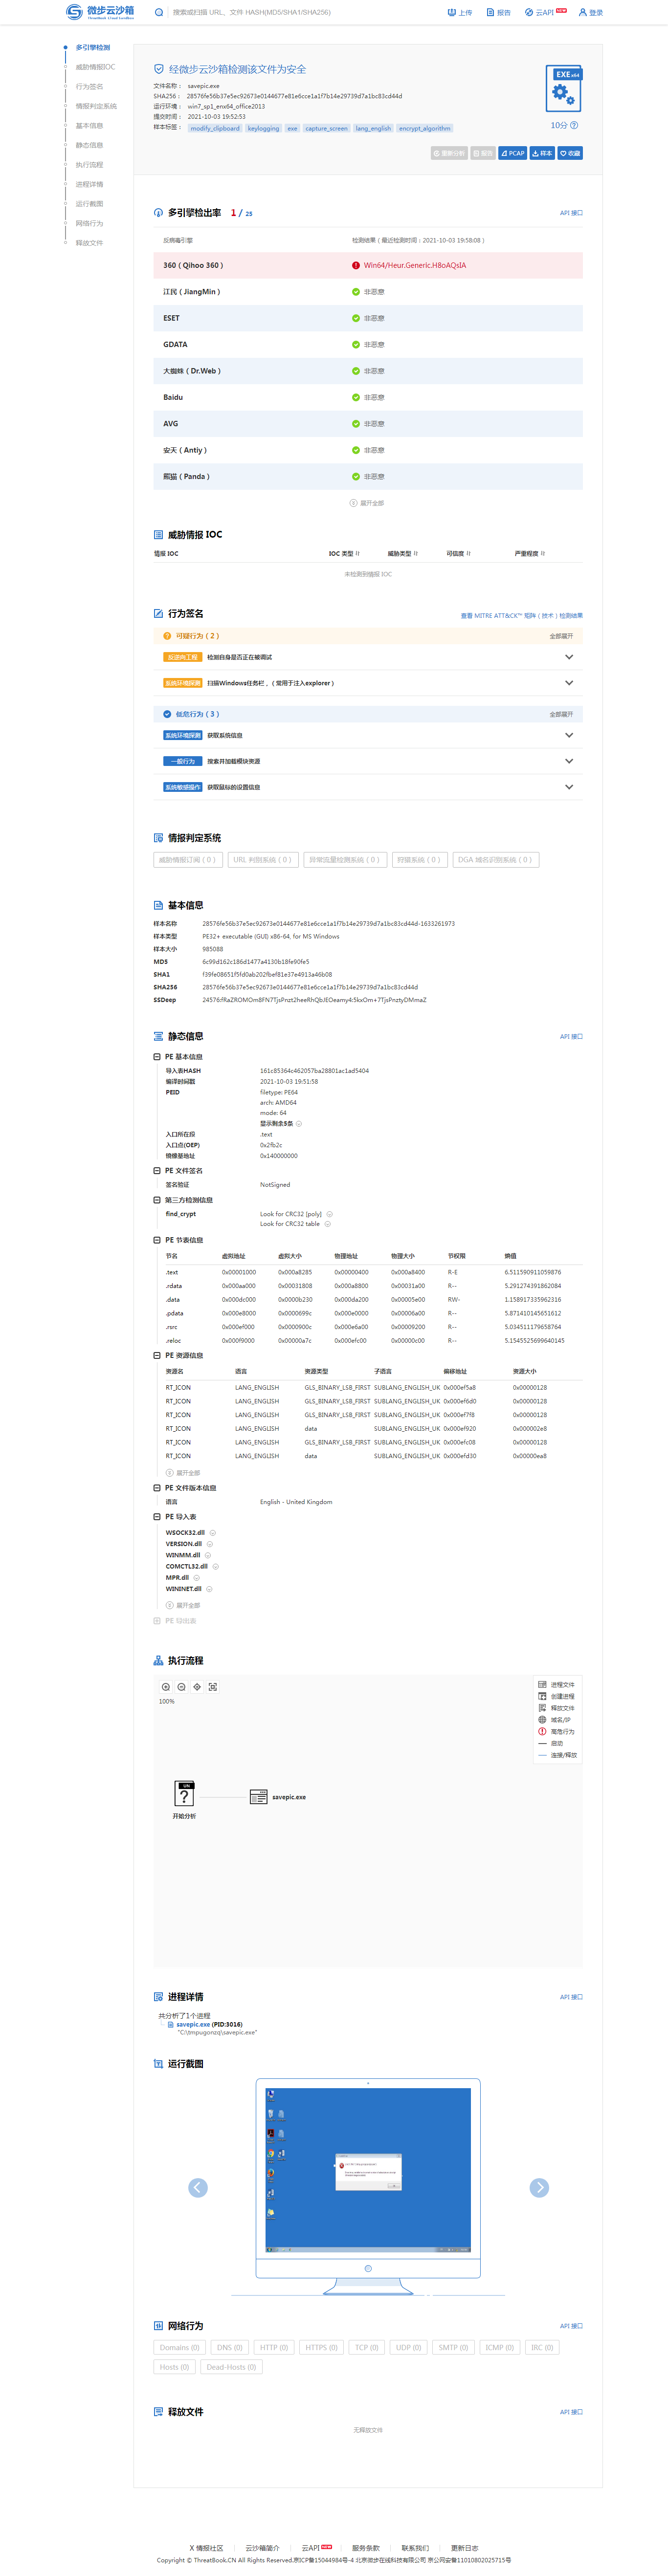 微步云沙箱
搜索或扫描 URL、文件 HASH(MD5/SHA1/SHA256)
上传
报告
云API
NEW
登录
多引擎检测
威胁情报IOC
行为签名
情报判定系统
基本信息
静态信息
执行流程
进程详情
运行截图
网络行为
释放文件
经微步云沙箱检测该文件为安全
文件名称： savepic.exe
SHA256： 28576fe56b37e5ec92673e0144677e81e6cce1a1f7b14e29739d7a1bc83cd44d
运行环境： win7_sp1_enx64_office2013
提交时间： 2021-10-03 19:52:53
样本标签： modify_clipboard keylogging exe capture_screen lang_english encrypt_algorithm
EXE x64
10分
重新分析 报告 PCAP 样本 收藏
多引擎检出率 1 / 25
API 接口
反病毒引擎 检测结果（最近检测时间：2021-10-03 19:58:08）
360（Qihoo 360） Win64/Heur.Generic.H8oAQsIA
江民（JiangMin） 非恶意
ESET 非恶意
GDATA 非恶意
大蜘蛛（Dr.Web） 非恶意
Baidu 非恶意
AVG 非恶意
安天（Antiy） 非恶意
熊猫（Panda） 非恶意
展开全部
威胁情报 IOC
情报 IOC IOC 类型 威胁类型 可信度 严重程度
未检测到情报 IOC
行为签名
查看 MITRE ATT&CK™ 矩阵（技术）检测结果
可疑行为（2） 全部展开
反逆向工程 检测自身是否正在被调试
系统环境探测 扫描Windows任务栏，（常用于注入explorer）
低危行为（3） 全部展开
系统环境探测 获取系统信息
一般行为 搜索并加载模块资源
系统敏感操作 获取鼠标的设置信息
情报判定系统
威胁情报订阅（0） URL 判别系统（0） 异常流量检测系统（0） 狩猎系统（0） DGA 域名识别系统（0）
基本信息
样本名称 28576fe56b37e5ec92673e0144677e81e6cce1a1f7b14e29739d7a1bc83cd44d-1633261973
样本类型 PE32+ executable (GUI) x86-64, for MS Windows
样本大小 985088
MD5 6c99d162c186d1477a4130b18fe90fe5
SHA1 f39fe08651f5fd0ab202fbef81e37e4913a46b08
SHA256 28576fe56b37e5ec92673e0144677e81e6cce1a1f7b14e29739d7a1bc83cd44d
SSDeep 24576:fRaZROMOm8FN7TjsPnzt2heeRhQbJEOeamy4:5kxOm+7TjsPnztyDMmaZ
静态信息
API 接口
PE 基本信息
导入表HASH 161c85364c462057ba28801ac1ad5404
编译时间戳 2021-10-03 19:51:58
PEID filetype: PE64
arch: AMD64
mode: 64
显示剩余5条
入口所在段 .text
入口点(OEP) 0x2fb2c
镜像基地址 0x140000000
PE 文件签名
签名验证 NotSigned
第三方检测信息
find_crypt Look for CRC32 [poly]
Look for CRC32 table
PE 节表信息
节名 虚拟地址 虚拟大小 物理地址 物理大小 节权限 熵值
.text 0x00001000 0x000a8285 0x00000400 0x000a8400 R-E 6.511590911059876
.rdata 0x000aa000 0x00031808 0x000a8800 0x00031a00 R-- 5.291274391862084
.data 0x000dc000 0x0000b230 0x000da200 0x00005e00 RW- 1.158917335962316
.pdata 0x000e8000 0x0000699c 0x000e0000 0x00006a00 R-- 5.871410145651612
.rsrc 0x000ef000 0x0000900c 0x000e6a00 0x00009200 R-- 5.034511179658764
.reloc 0x000f9000 0x00000a7c 0x000efc00 0x00000c00 R-- 5.1545525699640145
PE 资源信息
资源名 语言 资源类型 子语言 偏移地址 资源大小
RT_ICON LANG_ENGLISH GLS_BINARY_LSB_FIRST SUBLANG_ENGLISH_UK 0x000ef5a8 0x00000128
RT_ICON LANG_ENGLISH GLS_BINARY_LSB_FIRST SUBLANG_ENGLISH_UK 0x000ef6d0 0x00000128
RT_ICON LANG_ENGLISH GLS_BINARY_LSB_FIRST SUBLANG_ENGLISH_UK 0x000ef7f8 0x00000128
RT_ICON LANG_ENGLISH data SUBLANG_ENGLISH_UK 0x000ef920 0x000002e8
RT_ICON LANG_ENGLISH GLS_BINARY_LSB_FIRST SUBLANG_ENGLISH_UK 0x000efc08 0x00000128
RT_ICON LANG_ENGLISH data SUBLANG_ENGLISH_UK 0x000efd30 0x00000ea8
展开全部
PE 文件版本信息
语言 English - United Kingdom
PE 导入表
WSOCK32.dll
VERSION.dll
WINMM.dll
COMCTL32.dll
MPR.dll
WININET.dll
展开全部
PE 导出表
执行流程
100%
进程文件
创建进程
释放文件
域名/IP
高危行为
启动
连接/释放
UN
?
开始分析
savepic.exe
进程详情
API 接口
共分析了1个进程
savepic.exe (PID:3016)
"C:\tmpugonzq\savepic.exe"
运行截图
网络行为
API 接口
Domains (0) DNS (0) HTTP (0) HTTPS (0) TCP (0) UDP (0) SMTP (0) ICMP (0) IRC (0)
Hosts (0) Dead-Hosts (0)
释放文件
API 接口
无释放文件
X 情报社区 云沙箱简介 云API NEW 服务条款 联系我们 更新日志
Copyright © ThreatBook.CN All Rights Reserved.京ICP备15044984号-4 北京微步在线科技有限公司 京公网安备11010802025715号